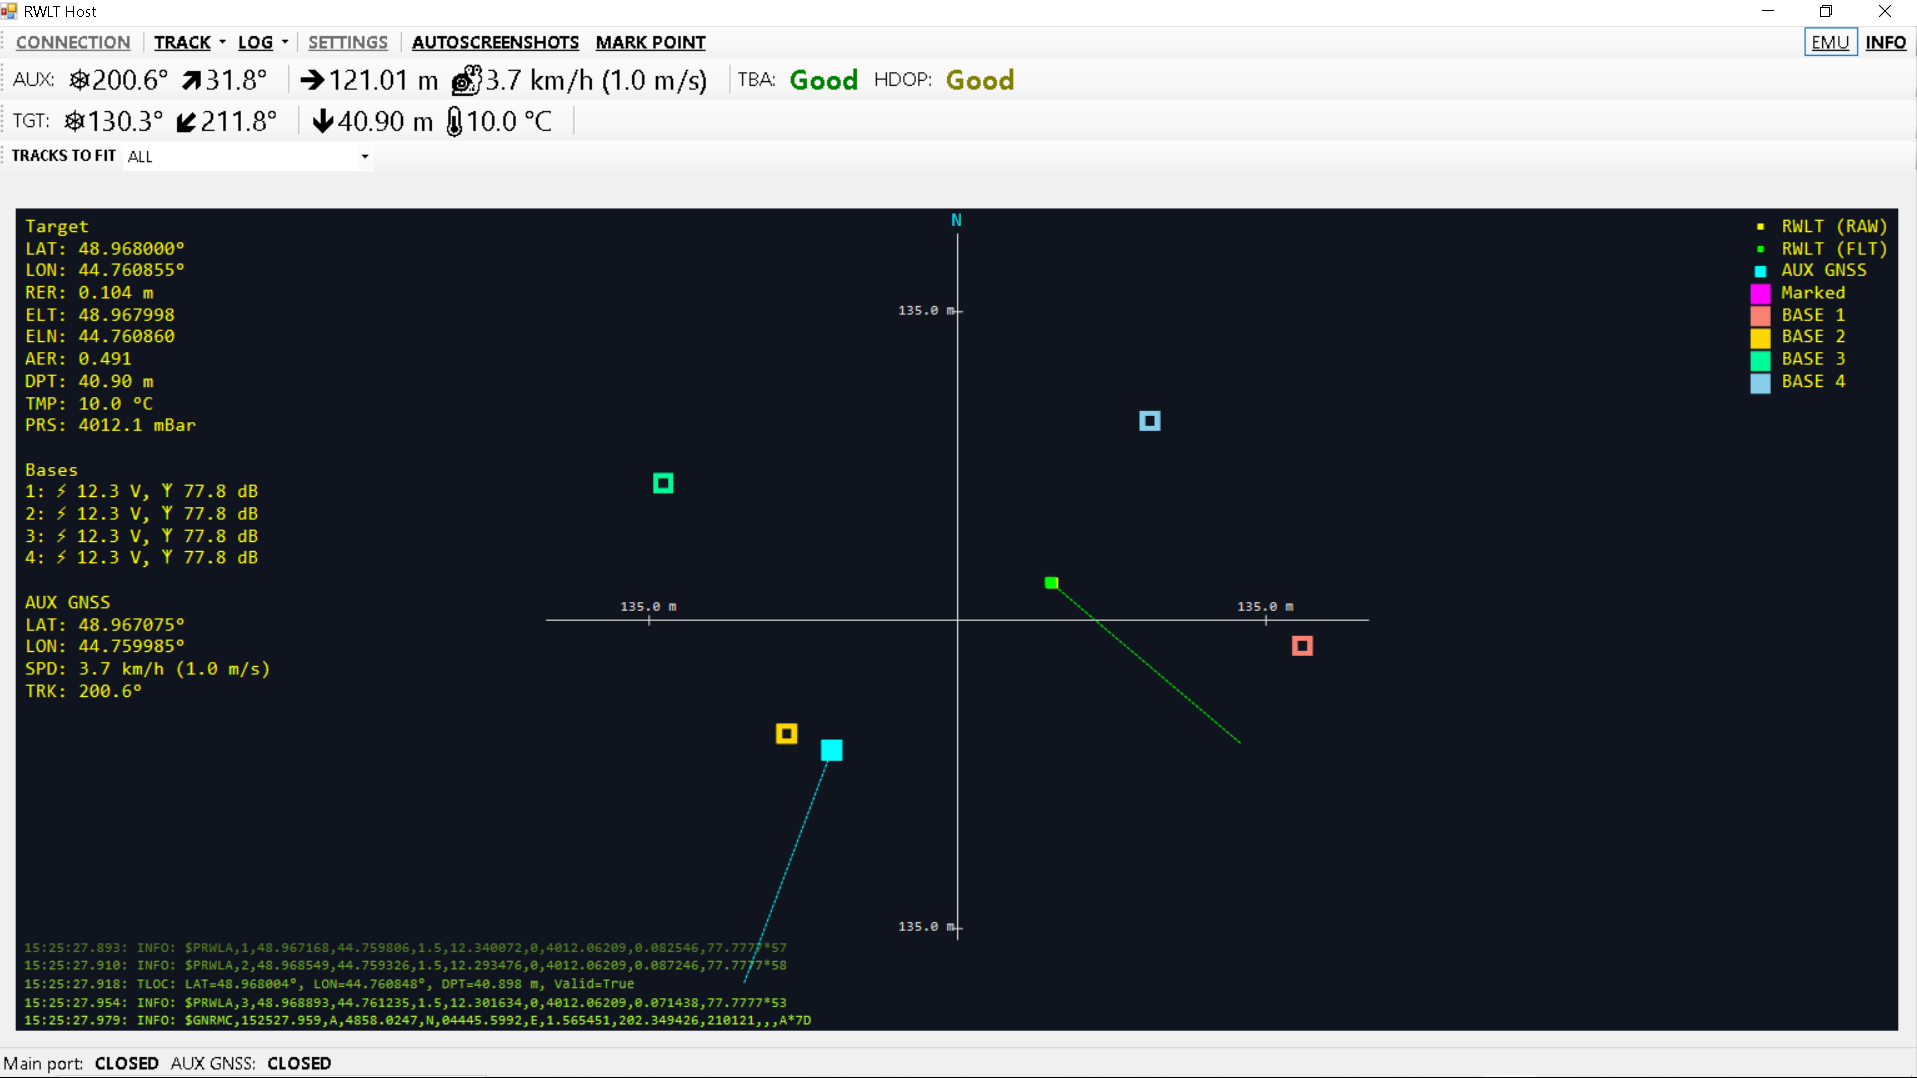 RWLT Host
CONNECTION TRACK LOG SETTINGS AUTOSCREENSHOTS MARK POINT EMU INFO
AUX: 200.6° 31.8° 121.01 m 3.7 km/h (1.0 m/s) TBA: Good HDOP: Good
TGT: 130.3° 211.8° 40.90 m 10.0 °C
TRACKS TO FIT ALL
Target
LAT: 48.968000°
LON: 44.760855°
RER: 0.104 m
ELT: 48.967998
ELN: 44.760860
AER: 0.491
DPT: 40.90 m
TMP: 10.0 °C
PRS: 4012.1 mBar
Bases
1: ⚡ 12.3 V, 77.8 dB
2: ⚡ 12.3 V, 77.8 dB
3: ⚡ 12.3 V, 77.8 dB
4: ⚡ 12.3 V, 77.8 dB
AUX GNSS
LAT: 48.967075°
LON: 44.759985°
SPD: 3.7 km/h (1.0 m/s)
TRK: 200.6°
N
135.0 m
135.0 m
135.0 m
135.0 m
RWLT (RAW)
RWLT (FLT)
AUX GNSS
Marked
BASE 1
BASE 2
BASE 3
BASE 4
15:25:27.893: INFO: $PRWLA,1,48.967168,44.759806,1.5,12.340072,0,4012.06209,0.082546,77.7777*57
15:25:27.910: INFO: $PRWLA,2,48.968549,44.759326,1.5,12.293476,0,4012.06209,0.087246,77.7777*58
15:25:27.918: TLOC: LAT=48.968004°, LON=44.760848°, DPT=40.898 m, Valid=True
15:25:27.954: INFO: $PRWLA,3,48.968893,44.761235,1.5,12.301634,0,4012.06209,0.071438,77.7777*53
15:25:27.979: INFO: $GNRMC,152527.959,A,4858.0247,N,04445.5992,E,1.565451,202.349426,210121,,,A*7D
Main port: CLOSED AUX GNSS: CLOSED